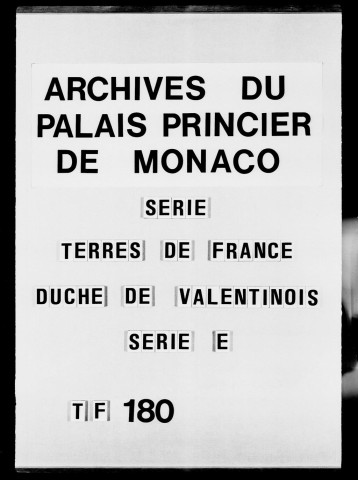 ARCHIVES DU
PALAIS PRINCIER
DE MONACO
SERIE
TERRES DE FRANCE
DUCHE DE VALENTINOIS
SERIE E
TF 180